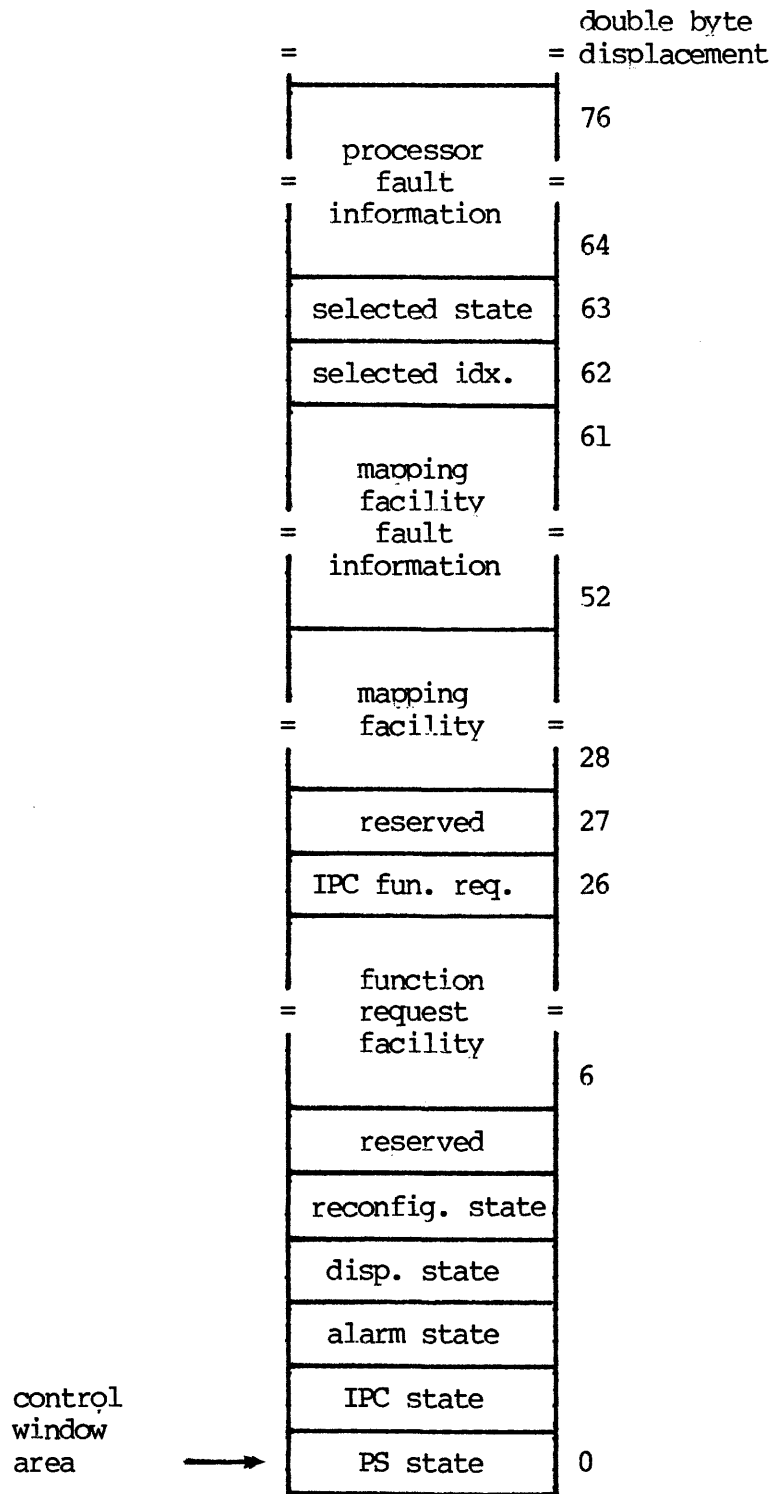 double byte
= = displacement
76
processor
= fault =
information
64
selected state 63
selected idx. 62
61
mapping
facility
= fault =
information
52
mapping
= facility =
28
reserved 27
IPC fun. req. 26
function
= request =
facility
6
reserved
reconfig. state
disp. state
alarm state
control IPC state
window
area PS state 0